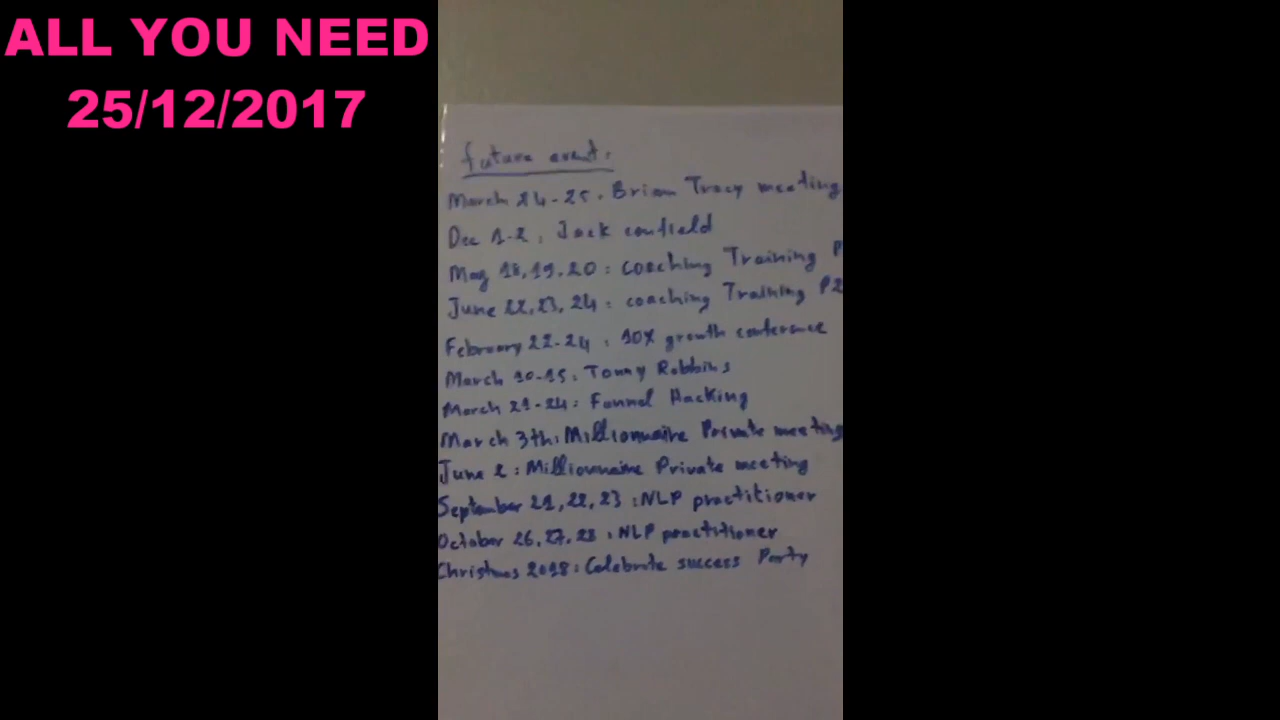 ALL YOU NEED
25/12/2017
future event.
March 24-25. Brian Tracy meeting
Dec 1-2. Jack canfield
May 18,19,20: coaching Training P
June 22,23,24: coaching Training P2
February 22-24: 10X growth conference
March 10-15: Tonny Robbins
March 21-24: Funnel Hacking
March 3th: Millionnaire Private meeting
June 2: Millionnaire Private meeting
September 21,22,23: NLP practitioner
October 26,27,28: NLP practitioner
Christmas 2018: Celebrate success Party